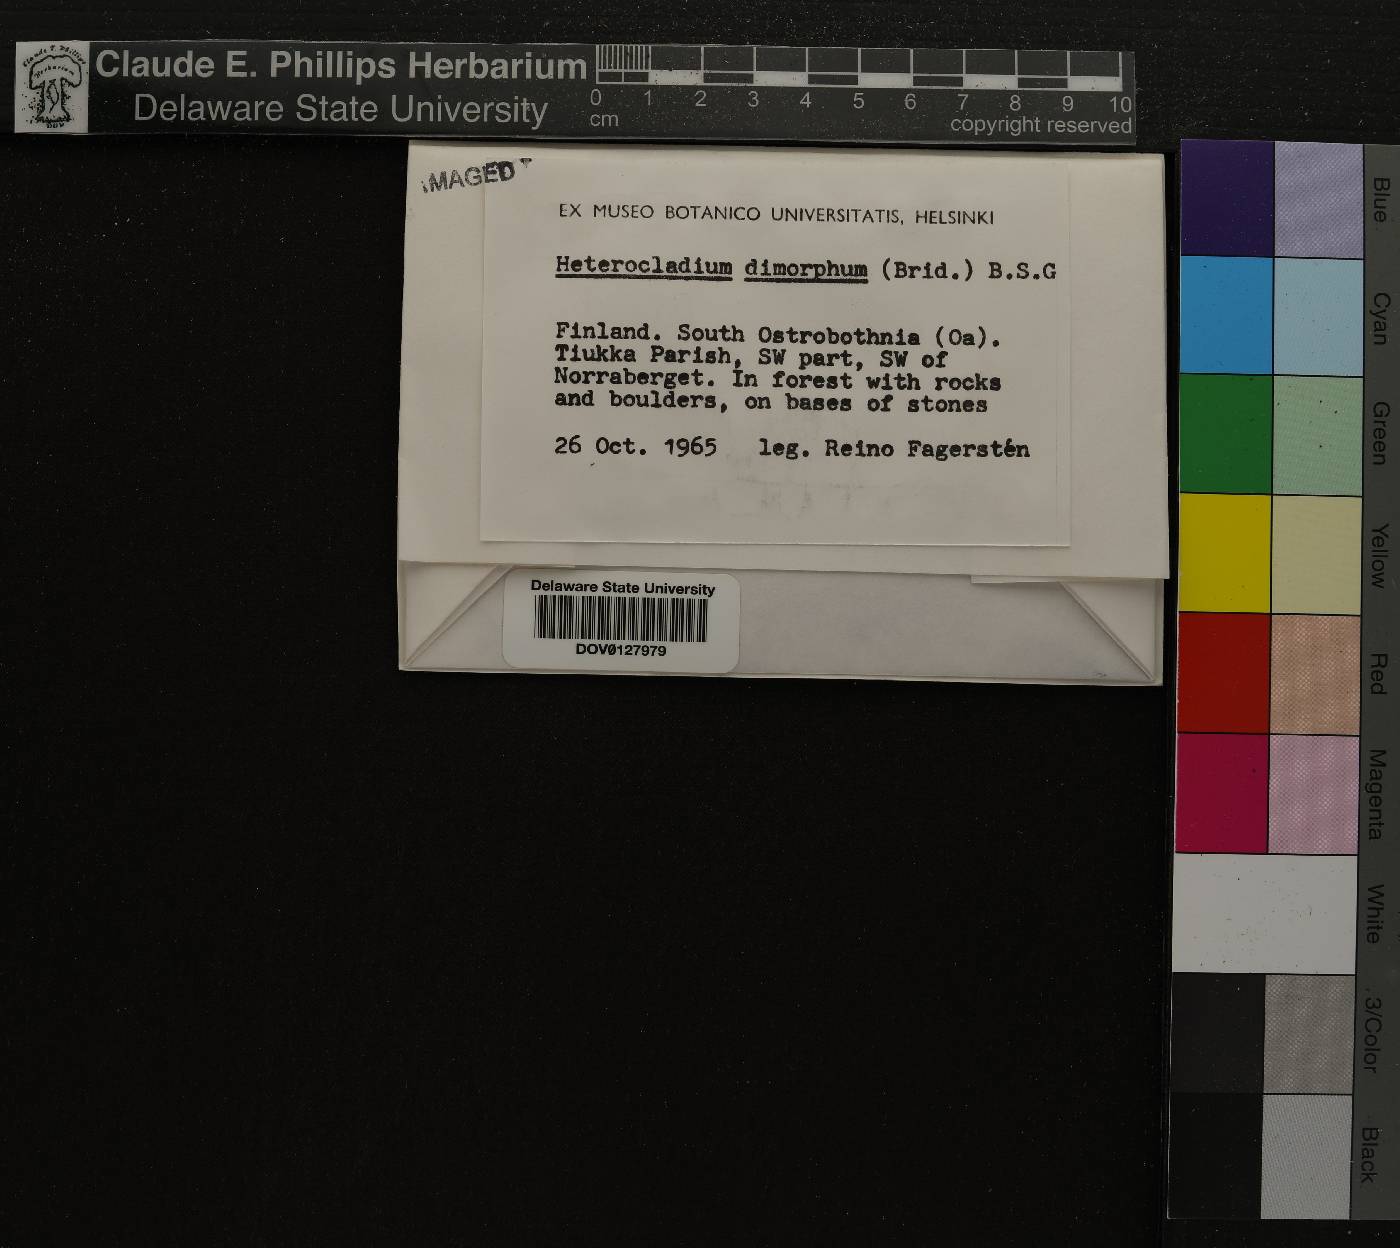 Claude E. Phillips Herbarium
Delaware State University
0 1 2 3 4 5 6 7 8 9 10
cm
copyright reserved
IMAGED
EX MUSEO BOTANICO UNIVERSITATIS, HELSINKI
Heterocladium dimorphum (Brid.) B.S.G
Finland. South Ostrobothnia (Oa).
Tiukka Parish, SW part, SW of
Norraberget. In forest with rocks
and boulders, on bases of stones
26 Oct. 1965 leg. Reino Fagerstén
Delaware State University
DOV0127979
Blue
Cyan
Green
Yellow
Red
Magenta
White
3/Color
Black